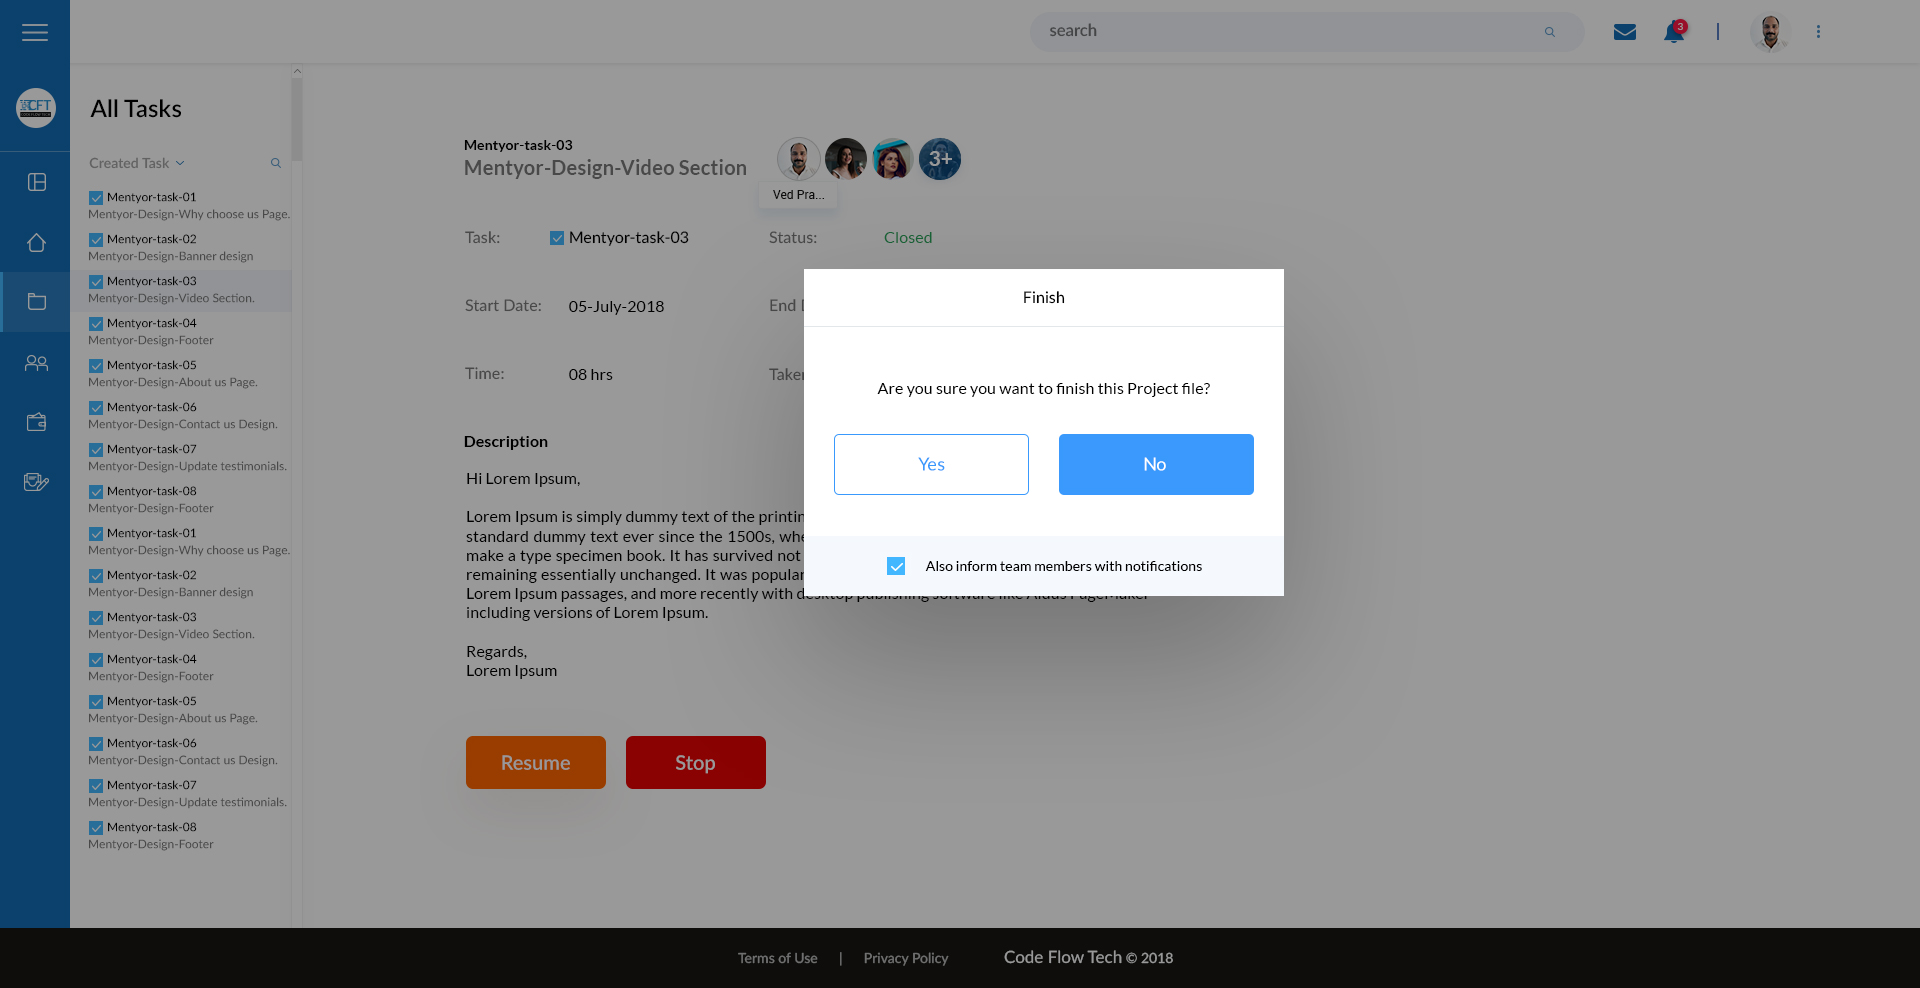 search
3
CFT
All Tasks
Created Task
Mentyor-task-01
Mentyor-Design-Why choose us Page.
Mentyor-task-02
Mentyor-Design-Banner design
Mentyor-task-03
Mentyor-Design-Video Section.
Mentyor-task-04
Mentyor-Design-Footer
Mentyor-task-05
Mentyor-Design-About us Page.
Mentyor-task-06
Mentyor-Design-Contact us Design.
Mentyor-task-07
Mentyor-Design-Update testimonials.
Mentyor-task-08
Mentyor-Design-Footer
Mentyor-task-01
Mentyor-Design-Why choose us Page.
Mentyor-task-02
Mentyor-Design-Banner design
Mentyor-task-03
Mentyor-Design-Video Section.
Mentyor-task-04
Mentyor-Design-Footer
Mentyor-task-05
Mentyor-Design-About us Page.
Mentyor-task-06
Mentyor-Design-Contact us Design.
Mentyor-task-07
Mentyor-Design-Update testimonials.
Mentyor-task-08
Mentyor-Design-Footer
Mentyor-task-03
Mentyor-Design-Video Section
3+
Ved Pra...
Task: Mentyor-task-03 Status: Closed
Start Date: 05-July-2018 End
Time: 08 hrs
Description
Hi Lorem Ipsum,
Lorem Ipsum is simply dummy text of the
standard dummy text ever since the 1500s,
make a type specimen book. It has survived not
remaining essentially unchanged. It was
Lorem Ipsum passages, and more recently with desktop publishing software like Aldus PageMaker
including versions of Lorem Ipsum.
Regards,
Lorem Ipsum
Resume Stop
Finish
Are you sure you want to finish this Project file?
Yes No
Also inform team members with notifications
Terms of Use | Privacy Policy Code Flow Tech © 2018